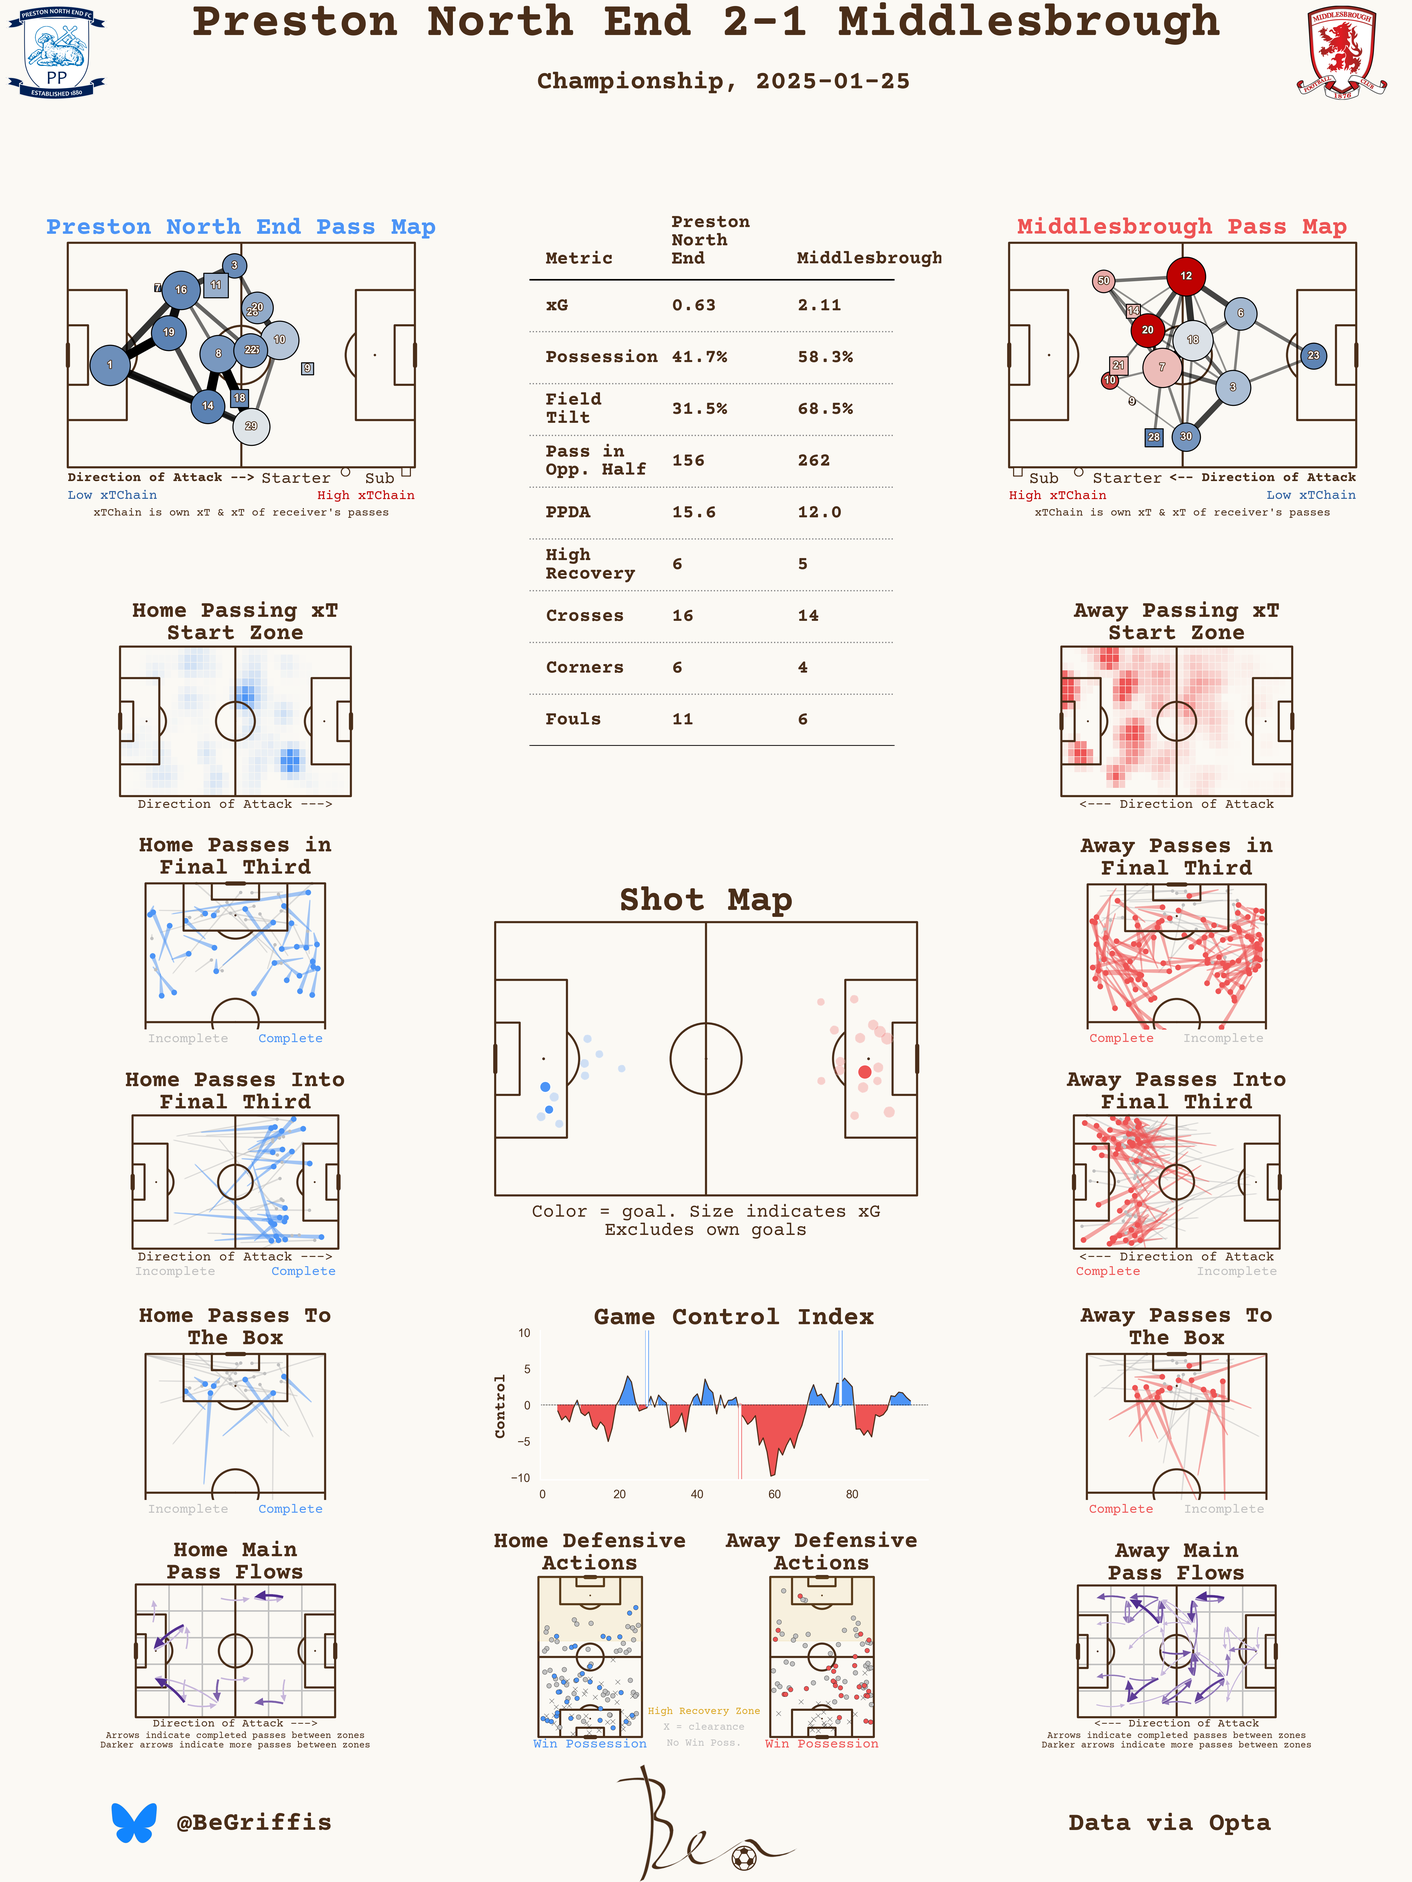 Preston North End 2-1 Middlesbrough
Championship, 2025-01-25
PRESTON NORTH END FC
PP
ESTABLISHED 1880
MIDDLESBROUGH
FOOTBALL CLUB
1876
Preston North End Pass Map
3
7
16
11
20
19
10
8
22
1
9
18
14
29
Direction of Attack -->
Starter
Sub
Low xTChain
High xTChain
xTChain is own xT & xT of receiver's passes
Metric
Preston North End
Middlesbrough
xG 0.63 2.11
Possession 41.7% 58.3%
Field Tilt 31.5% 68.5%
Pass in Opp. Half 156 262
PPDA 15.6 12.0
High Recovery 6 5
Crosses 16 14
Corners 6 4
Fouls 11 6
Middlesbrough Pass Map
50
12
14
6
20
18
23
21
7
10
3
9
28
30
Sub
Starter
<-- Direction of Attack
High xTChain
Low xTChain
xTChain is own xT & xT of receiver's passes
Home Passing xT
Start Zone
Direction of Attack --->
Away Passing xT
Start Zone
<--- Direction of Attack
Home Passes in
Final Third
Incomplete
Complete
Away Passes in
Final Third
Complete
Incomplete
Home Passes Into
Final Third
Direction of Attack --->
Incomplete
Complete
Away Passes Into
Final Third
<--- Direction of Attack
Complete
Incomplete
Home Passes To
The Box
Incomplete
Complete
Away Passes To
The Box
Complete
Incomplete
Home Main
Pass Flows
Direction of Attack --->
Arrows indicate completed passes between zones
Darker arrows indicate more passes between zones
Away Main
Pass Flows
<--- Direction of Attack
Arrows indicate completed passes between zones
Darker arrows indicate more passes between zones
Shot Map
Color = goal. Size indicates xG
Excludes own goals
Game Control Index
Control
10
5
0
−5
−10
0 20 40 60 80
Home Defensive
Actions
Win Possession
Away Defensive
Actions
Win Possession
High Recovery Zone
X = clearance
No Win Poss.
@BeGriffis
Ben
Data via Opta